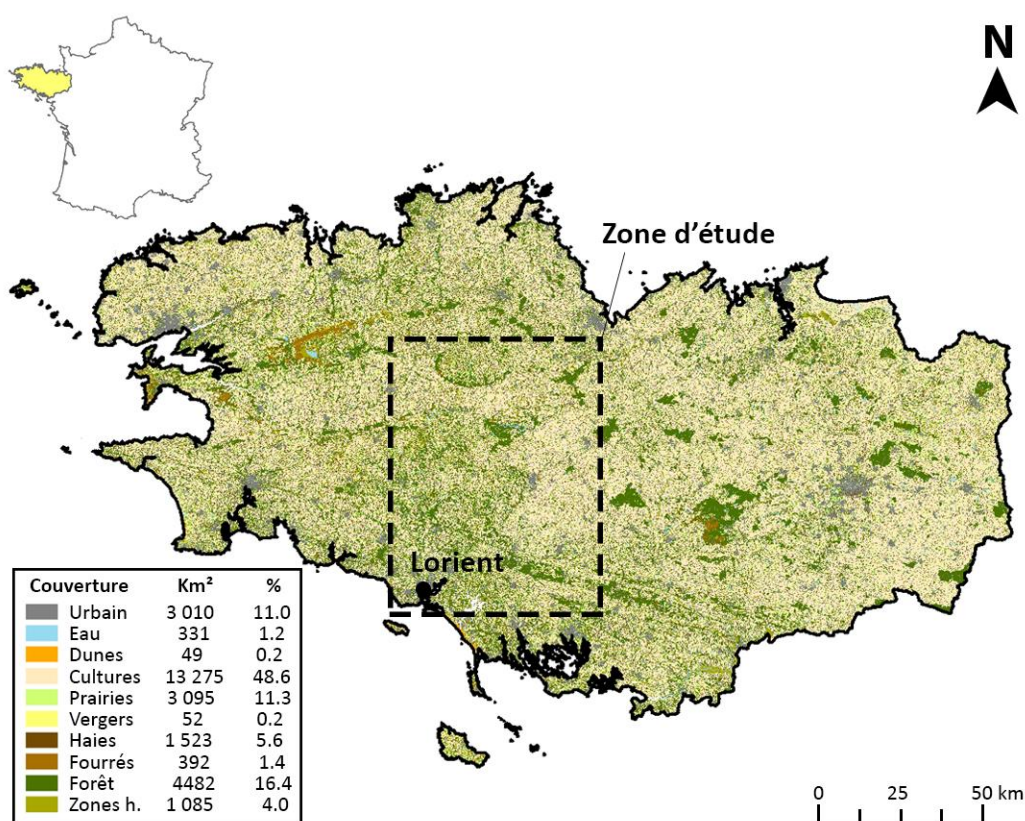 N
Zone d'étude
Lorient
Couverture Km² %
Urbain 3 010 11.0
Eau 331 1.2
Dunes 49 0.2
Cultures 13 275 48.6
Prairies 3 095 11.3
Vergers 52 0.2
Haies 1 523 5.6
Fourrés 392 1.4
Forêt 4482 16.4
Zones h. 1 085 4.0
0 25 50 km